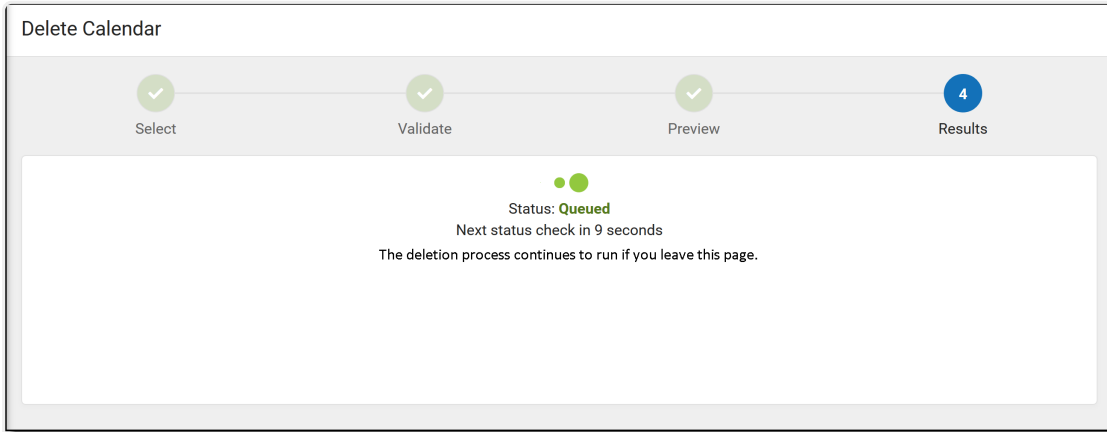 Delete Calendar
4
Select
Validate
Preview
Results
Status: Queued
Next status check in 9 seconds
The deletion process continues to run if you leave this page.